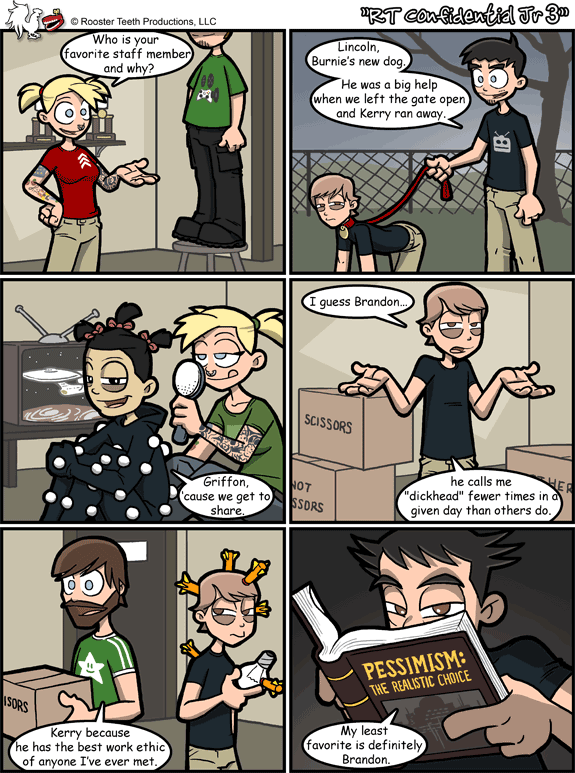 © Rooster Teeth Productions, LLC
"RT Confidential Jr 3"
Who is your
favorite staff member
and why?
Lincoln,
Burnie's new dog.
He was a big help
when we left the gate open
and Kerry ran away.
Griffon,
'cause we get to
share.
I guess Brandon...
SCISSORS
NOT
SSORS
HER
he calls me
"dickhead" fewer times in a
given day than others do.
ISORS
Kerry because
he has the best work ethic
of anyone I've ever met.
PESSIMISM:
THE REALISTIC CHOICE
My least
favorite is definitely
Brandon.